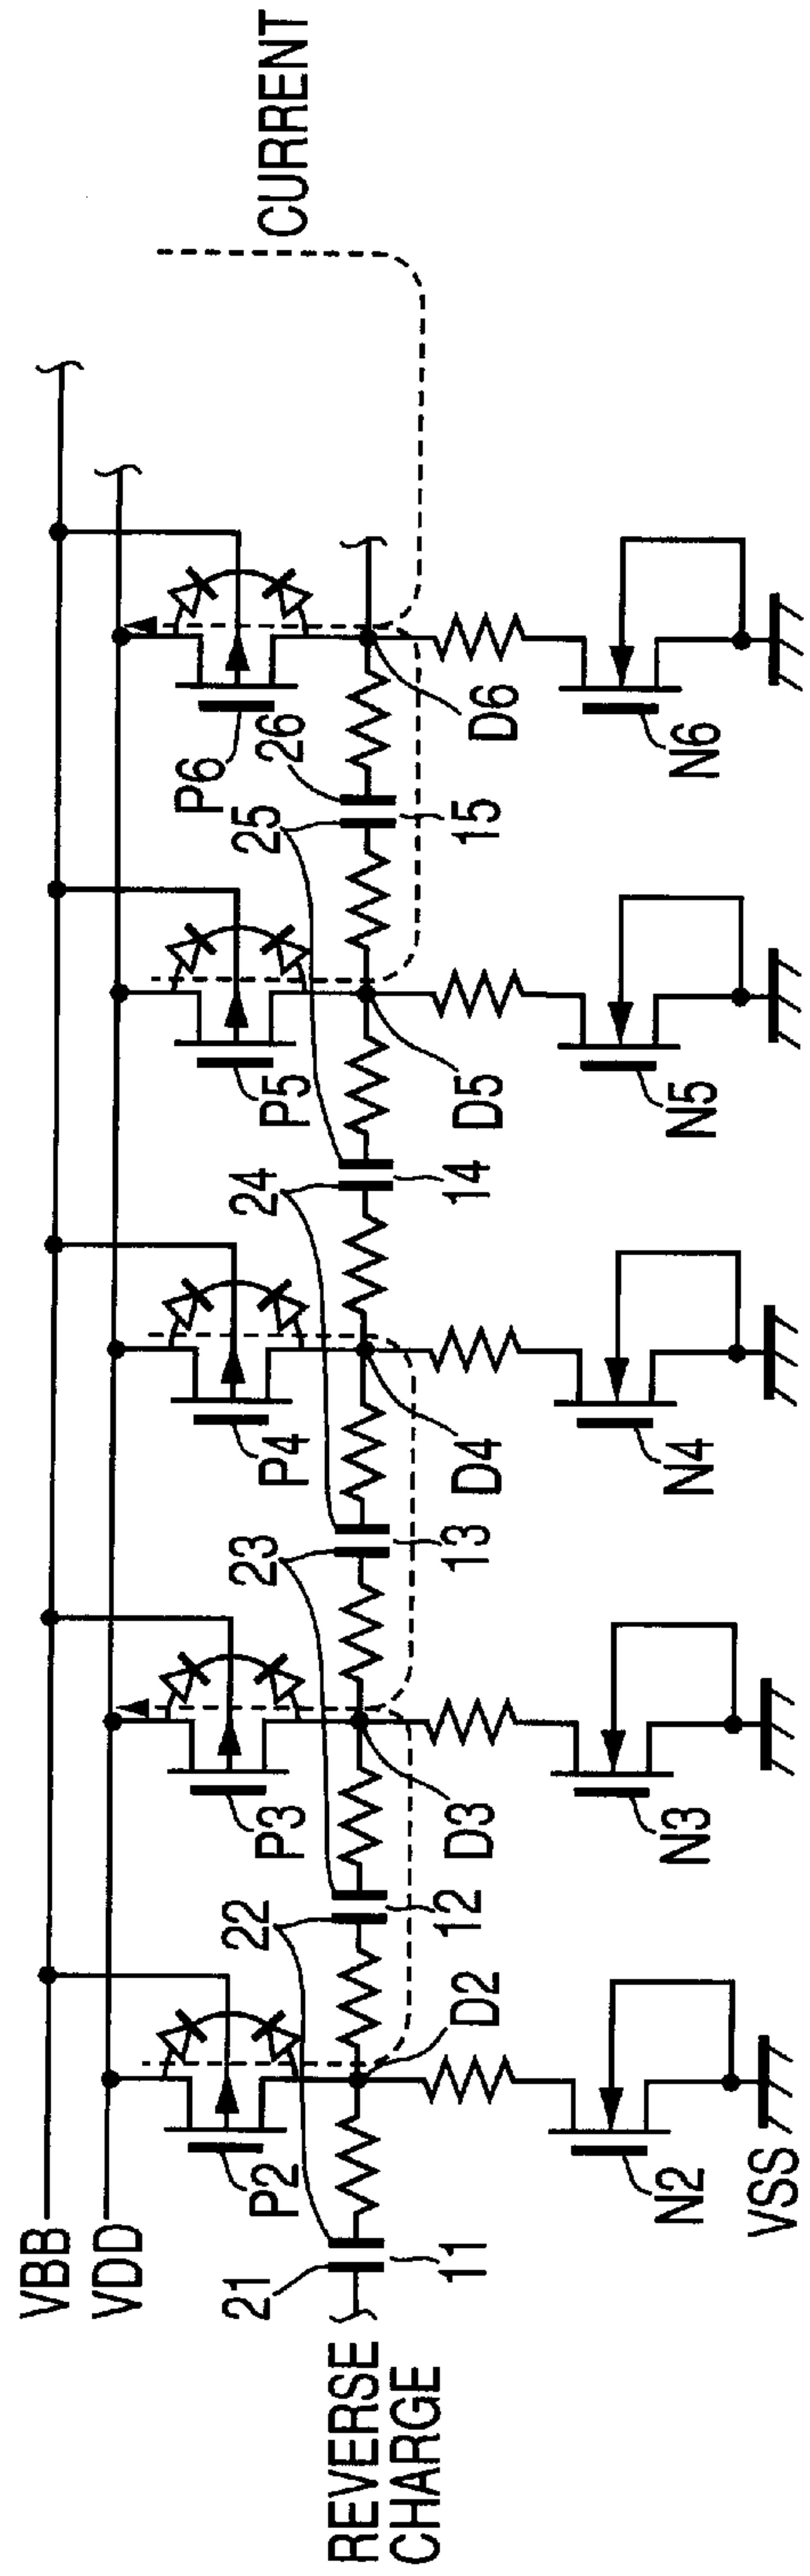 VBB
VDD
REVERSE
CHARGE
CURRENT
21
22
23
24
25
26
11
12
13
14
15
P2
P3
P4
P5
P6
D2
D3
D4
D5
D6
N2
N3
N4
N5
N6
VSS